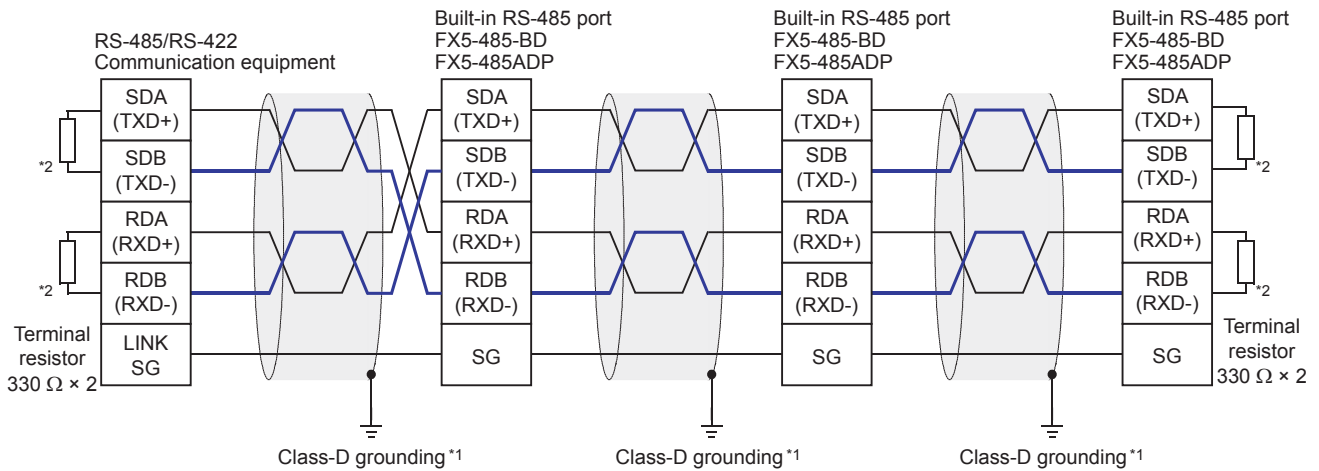 RS-485/RS-422
Communication equipment
Built-in RS-485 port
FX5-485-BD
FX5-485ADP
Built-in RS-485 port
FX5-485-BD
FX5-485ADP
Built-in RS-485 port
FX5-485-BD
FX5-485ADP
*2
*2
Terminal
resistor
330 Ω × 2
SDA
(TXD+)
SDB
(TXD-)
RDA
(RXD+)
RDB
(RXD-)
LINK
SG
SDA
(TXD+)
SDB
(TXD-)
RDA
(RXD+)
RDB
(RXD-)
SG
SDA
(TXD+)
SDB
(TXD-)
RDA
(RXD+)
RDB
(RXD-)
SG
SDA
(TXD+)
SDB
(TXD-)
RDA
(RXD+)
RDB
(RXD-)
SG
*2
*2
Terminal
resistor
330 Ω × 2
Class-D grounding *1
Class-D grounding *1
Class-D grounding *1